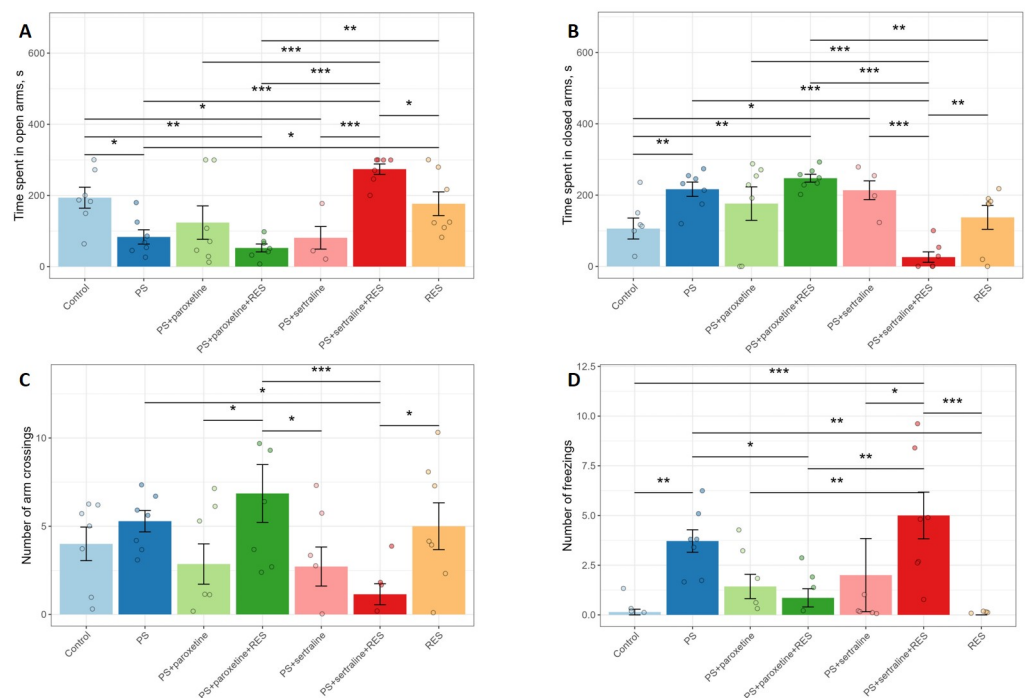 A
Time spent in open arms, s
600
400
200
0
**
***
***
***
*
*
*
**
*
***
*
Control
PS
PS+paroxetine
PS+paroxetine+RES
PS+sertraline
PS+sertraline+RES
RES
B
Time spent in closed arms, s
600
400
200
0
**
***
***
***
*
**
**
***
**
Control
PS
PS+paroxetine
PS+paroxetine+RES
PS+sertraline
PS+sertraline+RES
RES
C
Number of arm crossings
10
5
0
***
*
*
*
*
Control
PS
PS+paroxetine
PS+paroxetine+RES
PS+sertraline
PS+sertraline+RES
RES
D
Number of freezings
12.5
10.0
7.5
5.0
2.5
0.0
***
*
***
**
*
**
**
**
Control
PS
PS+paroxetine
PS+paroxetine+RES
PS+sertraline
PS+sertraline+RES
RES